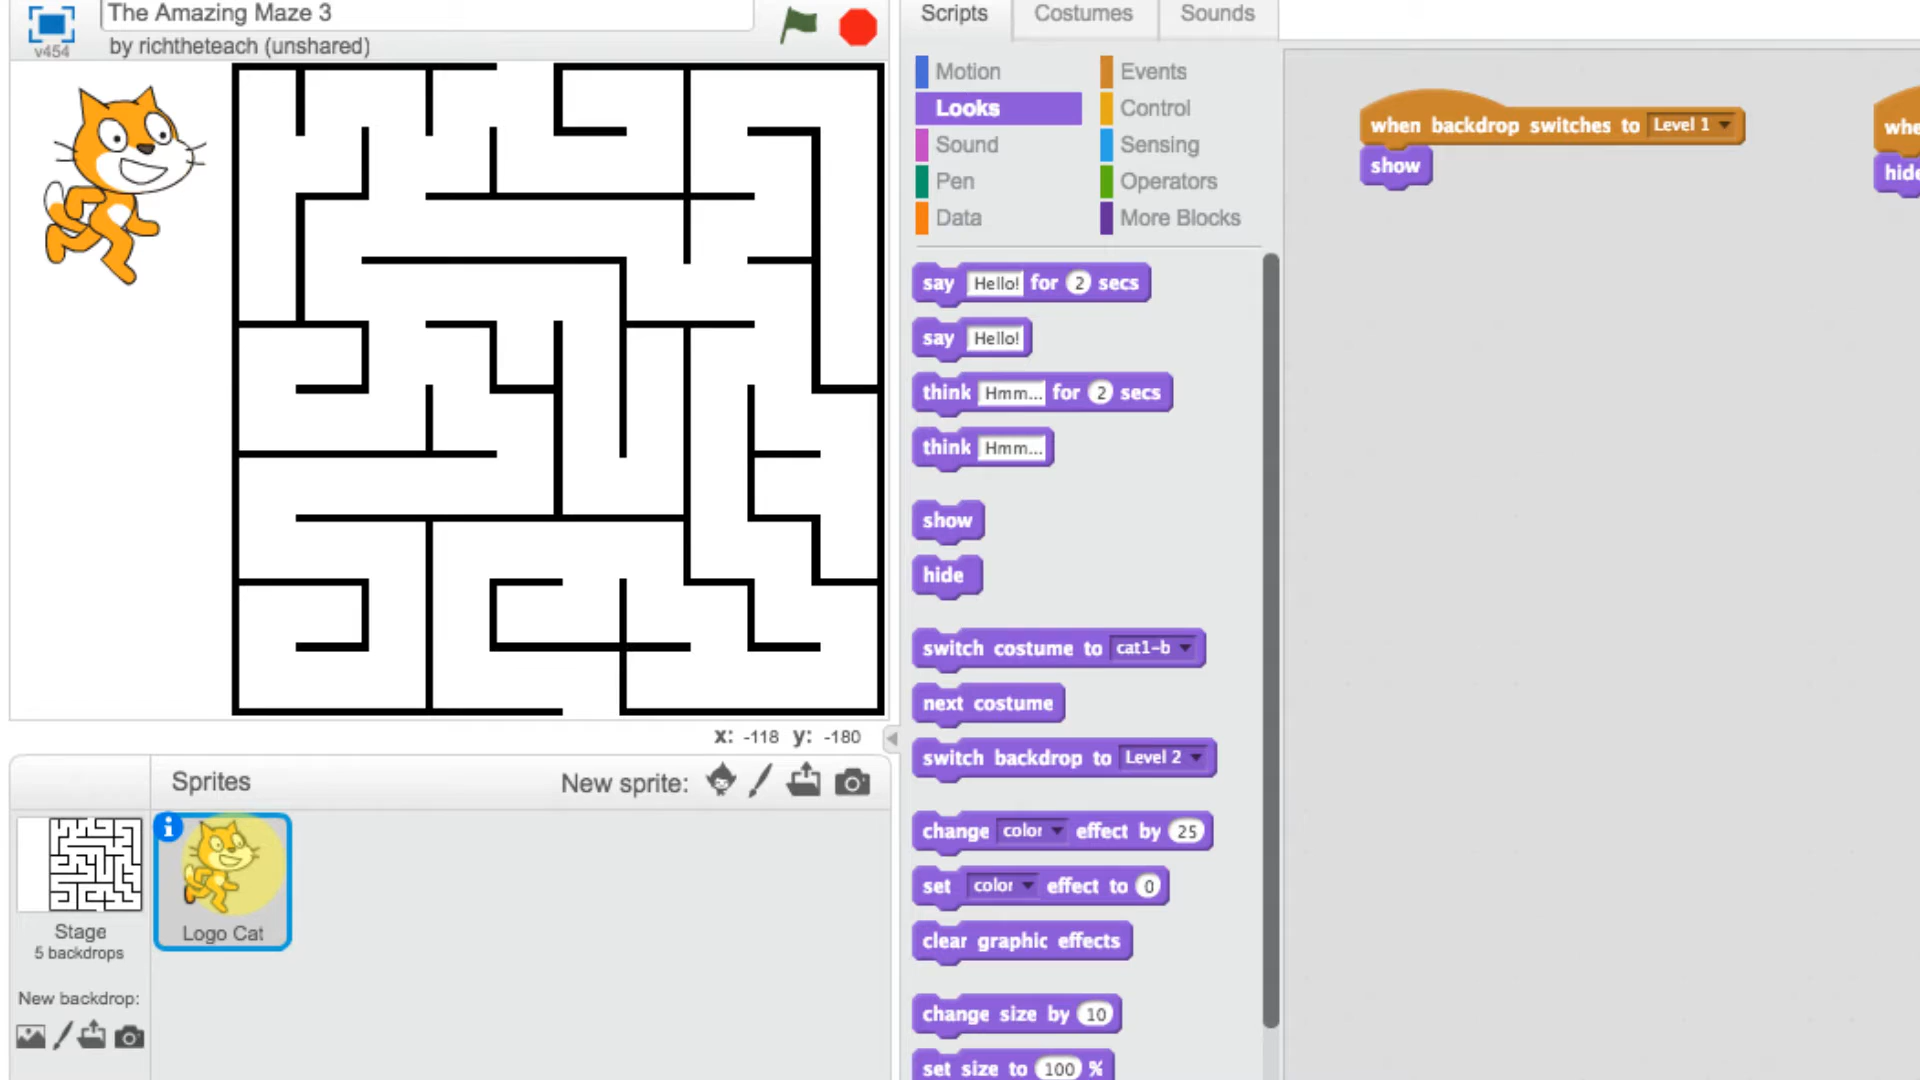 The Amazing Maze 3
v454
by richtheteach (unshared)
x: -118 y: -180
Sprites
New sprite:
Stage
5 backdrops
New backdrop:
Logo Cat
Scripts
Costumes
Sounds
Motion
Looks
Sound
Pen
Data
Events
Control
Sensing
Operators
More Blocks
say Hello! for 2 secs
say Hello!
think Hmm... for 2 secs
think Hmm...
show
hide
switch costume to cat1-b
next costume
switch backdrop to Level 2
change color effect by 25
set color effect to 0
clear graphic effects
change size by 10
set size to 100 %
when backdrop switches to Level 1
show
whe
hide